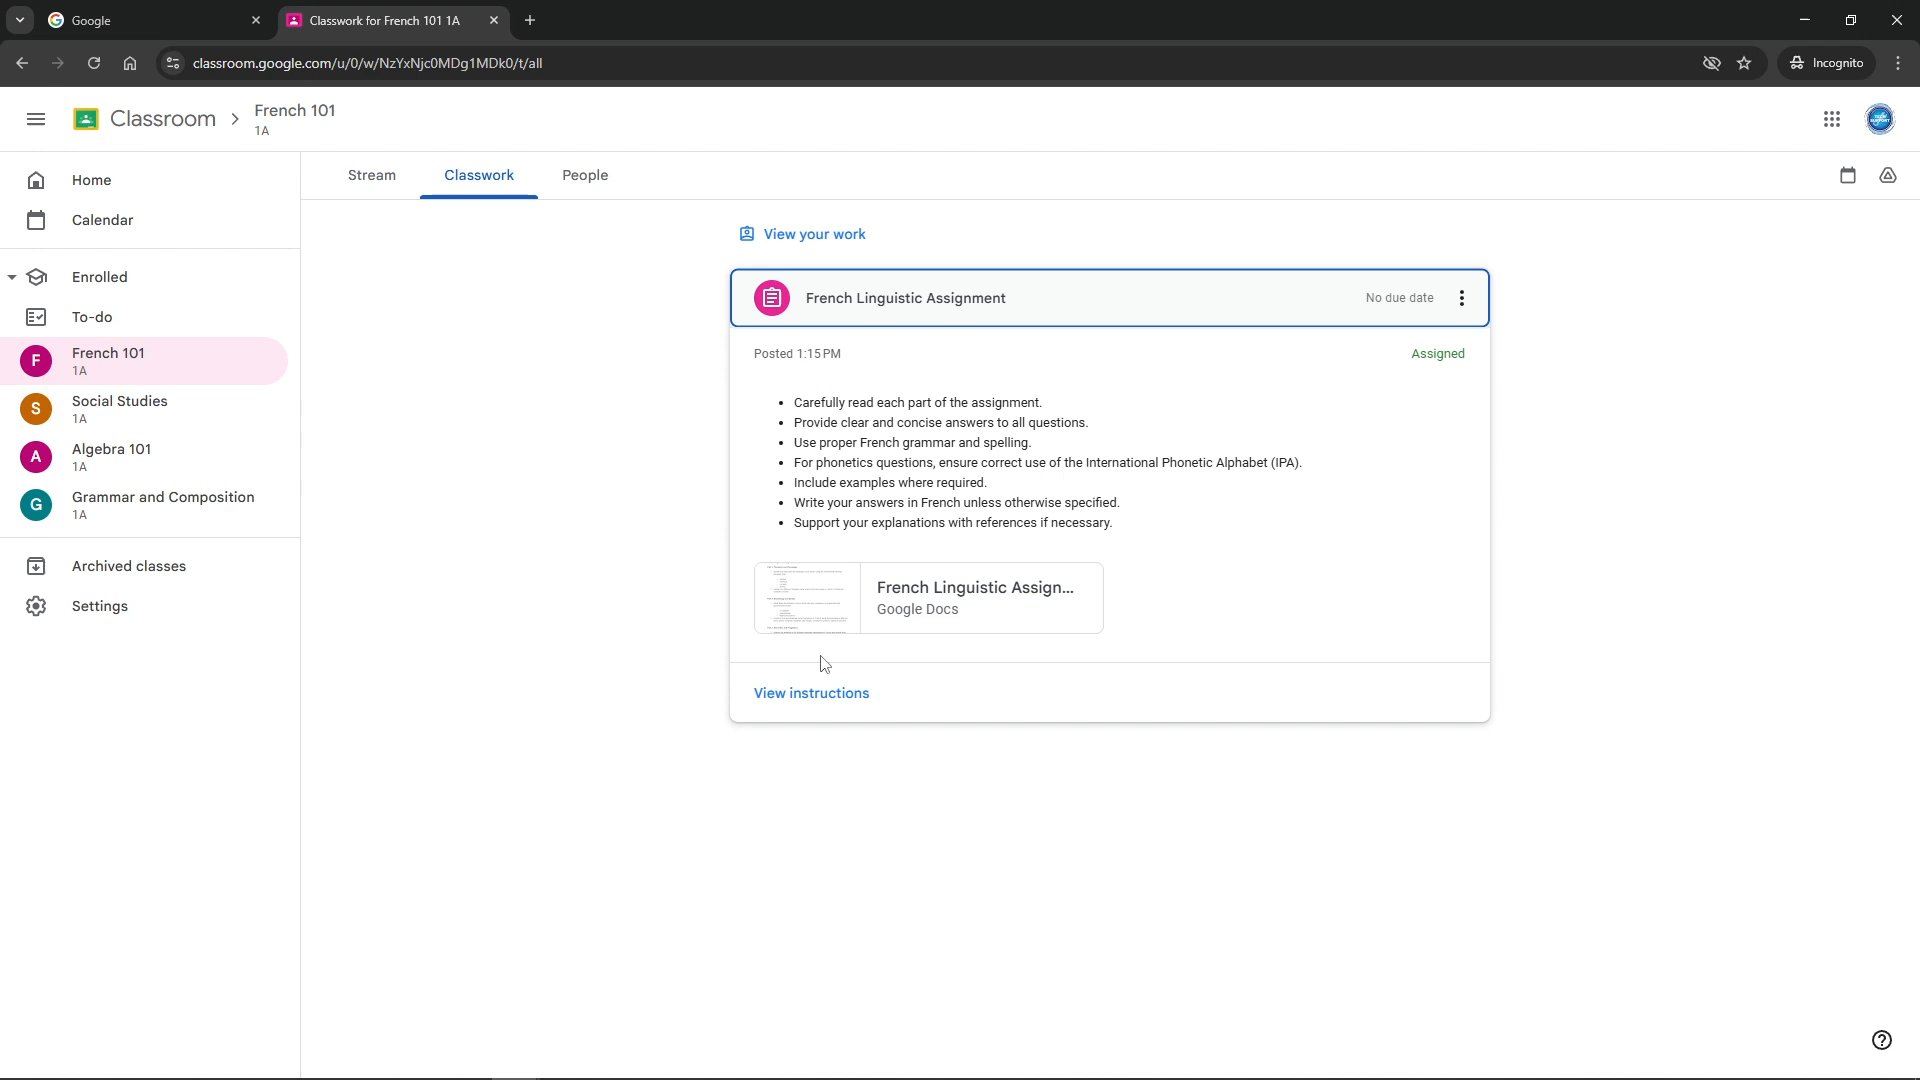 Google
Classwork for French 101 1A
classroom.google.com/u/0/w/NzYxNjc0MDg1MDk0/t/all
Incognito
Classroom
French 101
1A
Home
Calendar
Enrolled
To-do
F
French 101
1A
S
Social Studies
1A
A
Algebra 101
1A
G
Grammar and Composition
1A
Archived classes
Settings
Stream
Classwork
People
View your work
French Linguistic Assignment
No due date
Posted 1:15 PM
Assigned
Carefully read each part of the assignment.
Provide clear and concise answers to all questions.
Use proper French grammar and spelling.
For phonetics questions, ensure correct use of the International Phonetic Alphabet (IPA).
Include examples where required.
Write your answers in French unless otherwise specified.
Support your explanations with references if necessary.
French Linguistic Assign...
Google Docs
View instructions